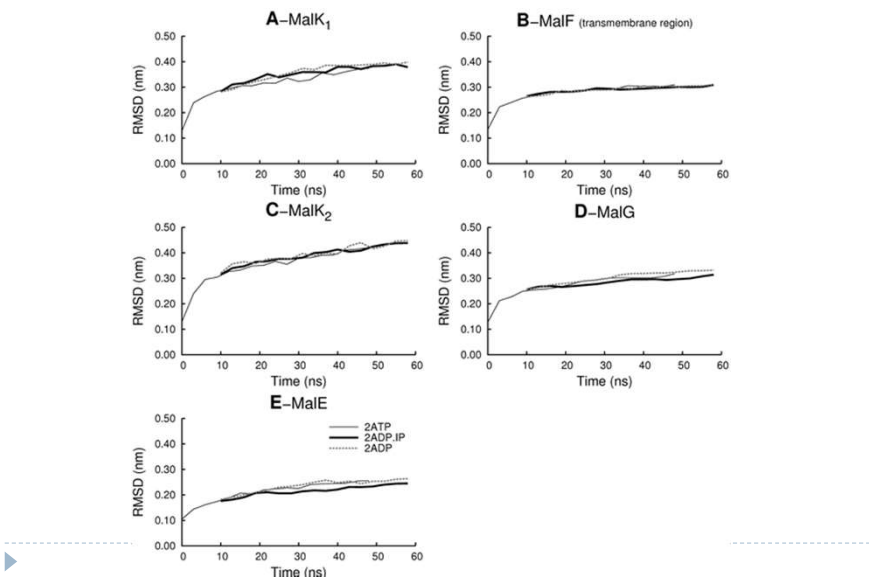 A–MalK1
0.50
0.40
0.30
0.20
0.10
0.00
RMSD (nm)
0 10 20 30 40 50 60
Time (ns)
B–MalF (transmembrane region)
0.50
0.40
0.30
0.20
0.10
0.00
RMSD (nm)
0 10 20 30 40 50 60
Time (ns)
C–MalK2
0.50
0.40
0.30
0.20
0.10
0.00
RMSD (nm)
0 10 20 30 40 50 60
Time (ns)
D–MalG
0.50
0.40
0.30
0.20
0.10
0.00
RMSD (nm)
0 10 20 30 40 50 60
Time (ns)
E–MalE
0.50
0.40
0.30
0.20
0.10
0.00
RMSD (nm)
2ATP
2ADP.IP
2ADP
0 10 20 30 40 50 60
Time (ns)